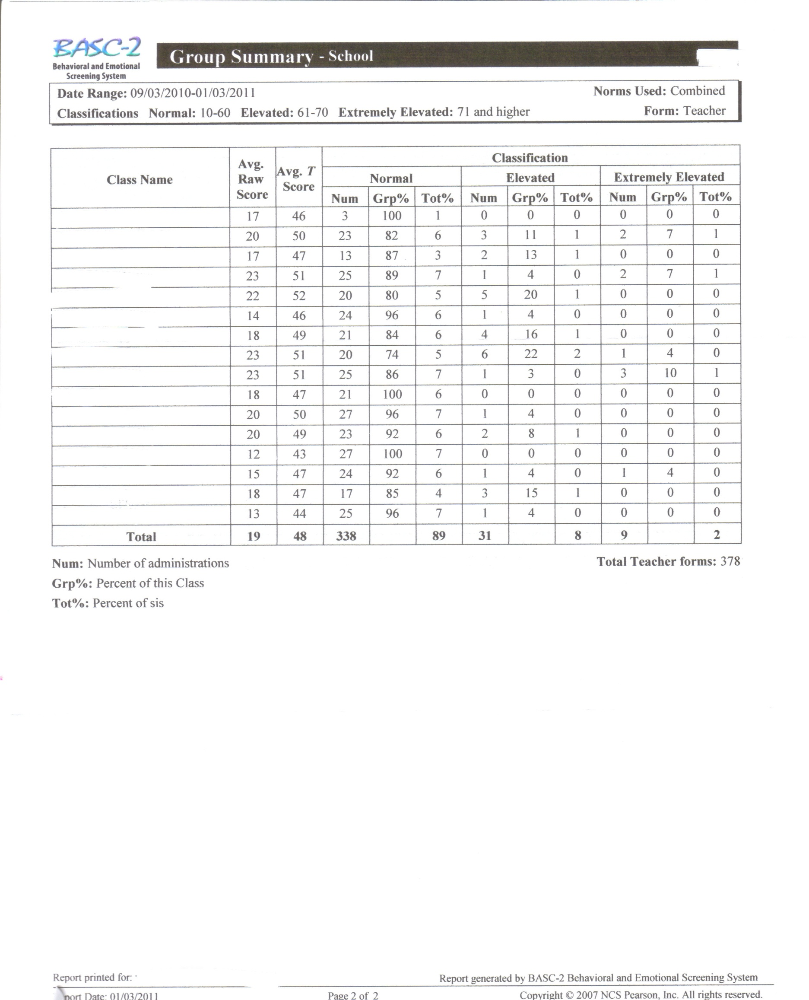 BASC-2
Behavioral and Emotional
Screening System
Group Summary - School
Date Range: 09/03/2010-01/03/2011 Norms Used: Combined
Classifications Normal: 10-60 Elevated: 61-70 Extremely Elevated: 71 and higher Form: Teacher
Class Name Avg. Raw Score Avg. T Score Classification
Normal Elevated Extremely Elevated
Num Grp% Tot% Num Grp% Tot% Num Grp% Tot%
17 46 3 100 1 0 0 0 0 0 0
20 50 23 82 6 3 11 1 2 7 1
17 47 13 87 3 2 13 1 0 0 0
23 51 25 89 7 1 4 0 2 7 1
22 52 20 80 5 5 20 1 0 0 0
14 46 24 96 6 1 4 0 0 0 0
18 49 21 84 6 4 16 1 0 0 0
23 51 20 74 5 6 22 2 1 4 0
23 51 25 86 7 1 3 0 3 10 1
18 47 21 100 6 0 0 0 0 0 0
20 50 27 96 7 1 4 0 0 0 0
20 49 23 92 6 2 8 1 0 0 0
12 43 27 100 7 0 0 0 0 0 0
15 47 24 92 6 1 4 0 1 4 0
18 47 17 85 4 3 15 1 0 0 0
13 44 25 96 7 1 4 0 0 0 0
Total 19 48 338 89 31 8 9 2
Num: Number of administrations Total Teacher forms: 378
Grp%: Percent of this Class
Tot%: Percent of sis
Report printed for: Report generated by BASC-2 Behavioral and Emotional Screening System
port Date: 01/03/2011 Page 2 of 2 Copyright © 2007 NCS Pearson, Inc. All rights reserved.